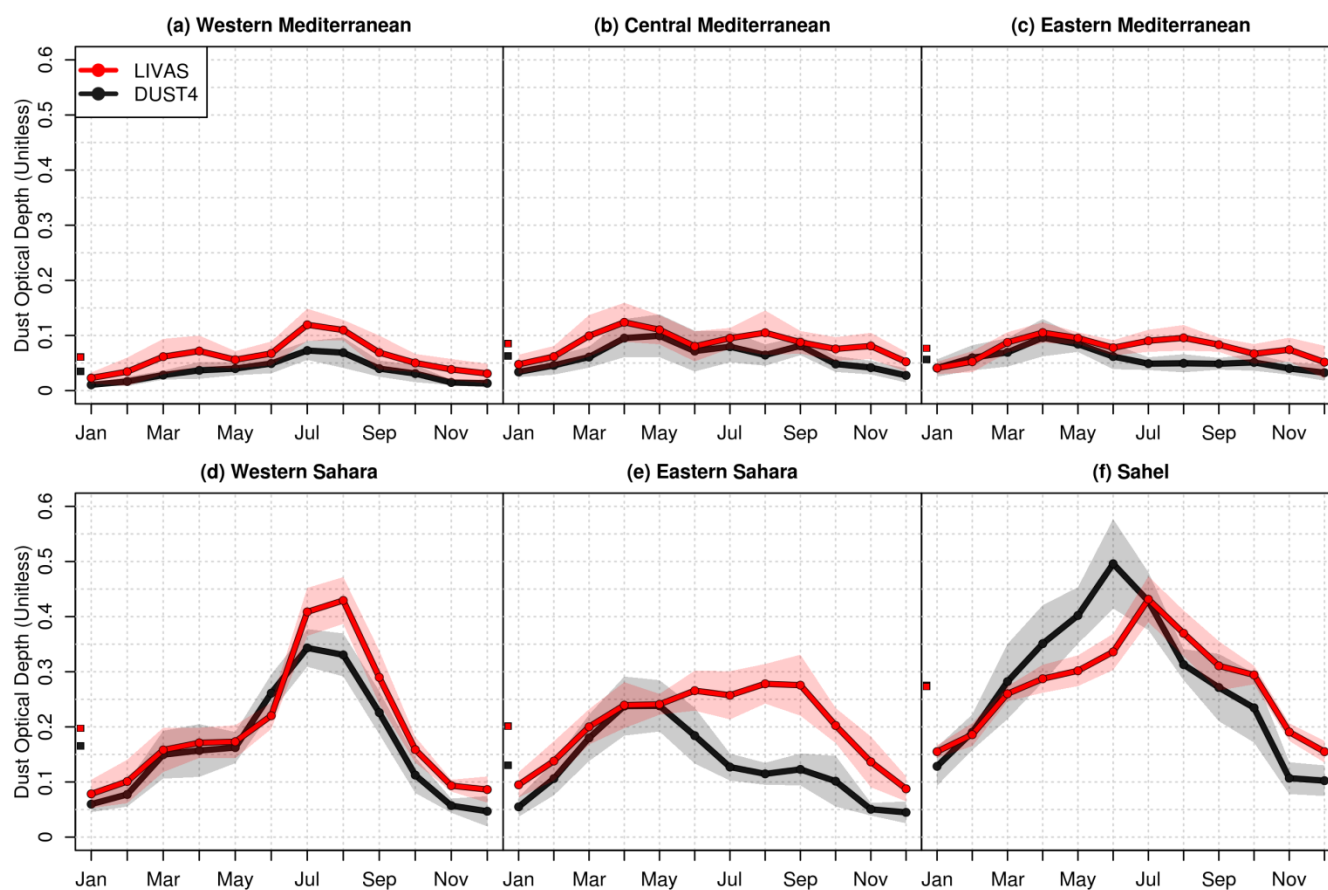 (a) Western Mediterranean
(b) Central Mediterranean
(c) Eastern Mediterranean
LIVAS
DUST4
Dust Optical Depth (Unitless)
0.6
0.5
0.4
0.3
0.2
0.1
0
Jan Mar May Jul Sep Nov
Jan Mar May Jul Sep Nov
Jan Mar May Jul Sep Nov
(d) Western Sahara
(e) Eastern Sahara
(f) Sahel
Dust Optical Depth (Unitless)
0.6
0.5
0.4
0.3
0.2
0.1
0
Jan Mar May Jul Sep Nov
Jan Mar May Jul Sep Nov
Jan Mar May Jul Sep Nov